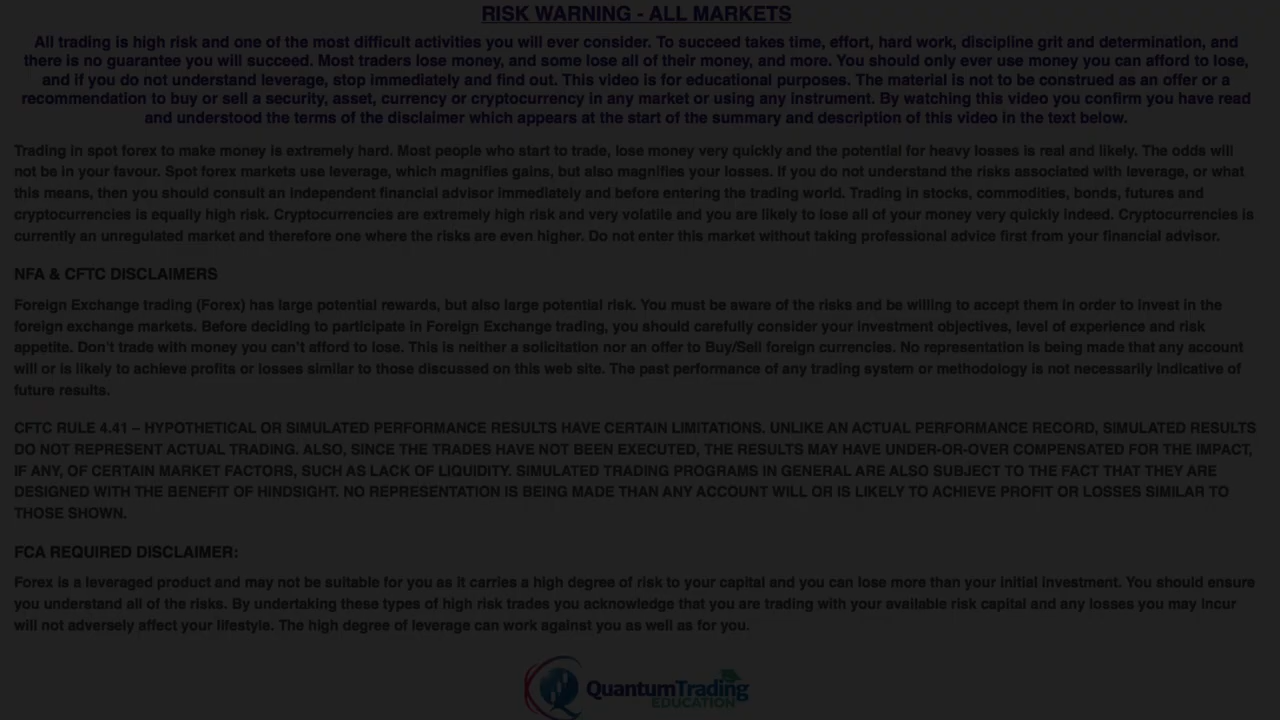 RISK WARNING - ALL MARKETS
All trading is high risk and one of the most difficult activities you will ever consider. To succeed takes time, effort, hard work, discipline grit and determination, and
there is no guarantee you will succeed. Most traders lose money, and some lose all of their money, and more. You should only ever use money you can afford to lose,
and if you do not understand leverage, stop immediately and find out. This video is for educational purposes. The material is not to be construed as an offer or a
recommendation to buy or sell a security, asset, currency or cryptocurrency in any market or using any instrument. By watching this video you confirm you have read
and understood the terms of the disclaimer which appears at the start of the summary and description of this video in the text below.
Trading in spot forex to make money is extremely hard. Most people who start to trade, lose money very quickly and the potential for heavy losses is real and likely. The odds will
not be in your favour. Spot forex markets use leverage, which magnifies gains, but also magnifies your losses. If you do not understand the risks associated with leverage, or what
this means, then you should consult an independent financial advisor immediately and before entering the trading world. Trading in stocks, commodities, bonds, futures and
cryptocurrencies is equally high risk. Cryptocurrencies are extremely high risk and very volatile and you are likely to lose all of your money very quickly indeed. Cryptocurrencies is
currently an unregulated market and therefore one where the risks are even higher. Do not enter this market without taking professional advice first from your financial advisor.
NFA & CFTC DISCLAIMERS
Foreign Exchange trading (Forex) has large potential rewards, but also large potential risk. You must be aware of the risks and be willing to accept them in order to invest in the
foreign exchange markets. Before deciding to participate in Foreign Exchange trading, you should carefully consider your investment objectives, level of experience and risk
appetite. Don't trade with money you can't afford to lose. This is neither a solicitation nor an offer to Buy/Sell foreign currencies. No representation is being made that any account
will or is likely to achieve profits or losses similar to those discussed on this web site. The past performance of any trading system or methodology is not necessarily indicative of
future results.
CFTC RULE 4.41 – HYPOTHETICAL OR SIMULATED PERFORMANCE RESULTS HAVE CERTAIN LIMITATIONS. UNLIKE AN ACTUAL PERFORMANCE RECORD, SIMULATED RESULTS
DO NOT REPRESENT ACTUAL TRADING. ALSO, SINCE THE TRADES HAVE NOT BEEN EXECUTED, THE RESULTS MAY HAVE UNDER-OR-OVER COMPENSATED FOR THE IMPACT,
IF ANY, OF CERTAIN MARKET FACTORS, SUCH AS LACK OF LIQUIDITY. SIMULATED TRADING PROGRAMS IN GENERAL ARE ALSO SUBJECT TO THE FACT THAT THEY ARE
DESIGNED WITH THE BENEFIT OF HINDSIGHT. NO REPRESENTATION IS BEING MADE THAN ANY ACCOUNT WILL OR IS LIKELY TO ACHIEVE PROFIT OR LOSSES SIMILAR TO
THOSE SHOWN.
FCA REQUIRED DISCLAIMER:
Forex is a leveraged product and may not be suitable for you as it carries a high degree of risk to your capital and you can lose more than your initial investment. You should ensure
you understand all of the risks. By undertaking these types of high risk trades you acknowledge that you are trading with your available risk capital and any losses you may incur
will not adversely affect your lifestyle. The high degree of leverage can work against you as well as for you.
QuantumTrading
EDUCATION